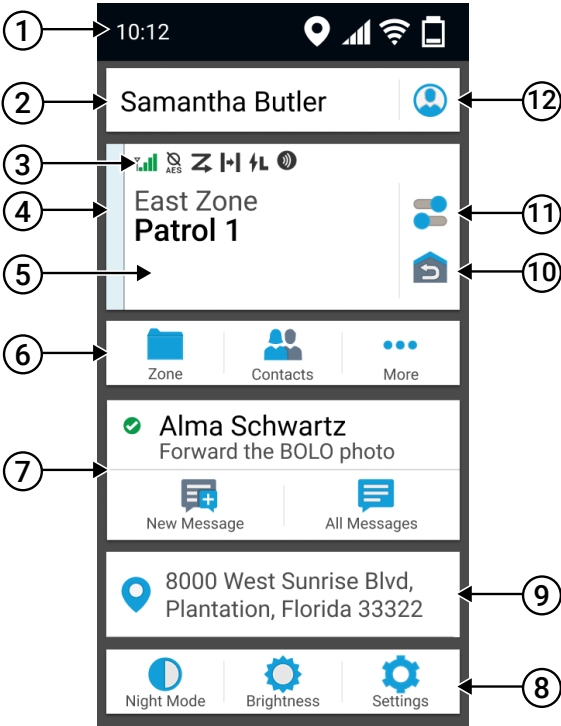 1
10:12
2
Samantha Butler
12
3
AES
L
4
East Zone
11
Patrol 1
5
10
6
Zone
Contacts
More
Alma Schwartz
Forward the BOLO photo
7
New Message
All Messages
8000 West Sunrise Blvd,
9
Plantation, Florida 33322
Night Mode
Brightness
Settings
8